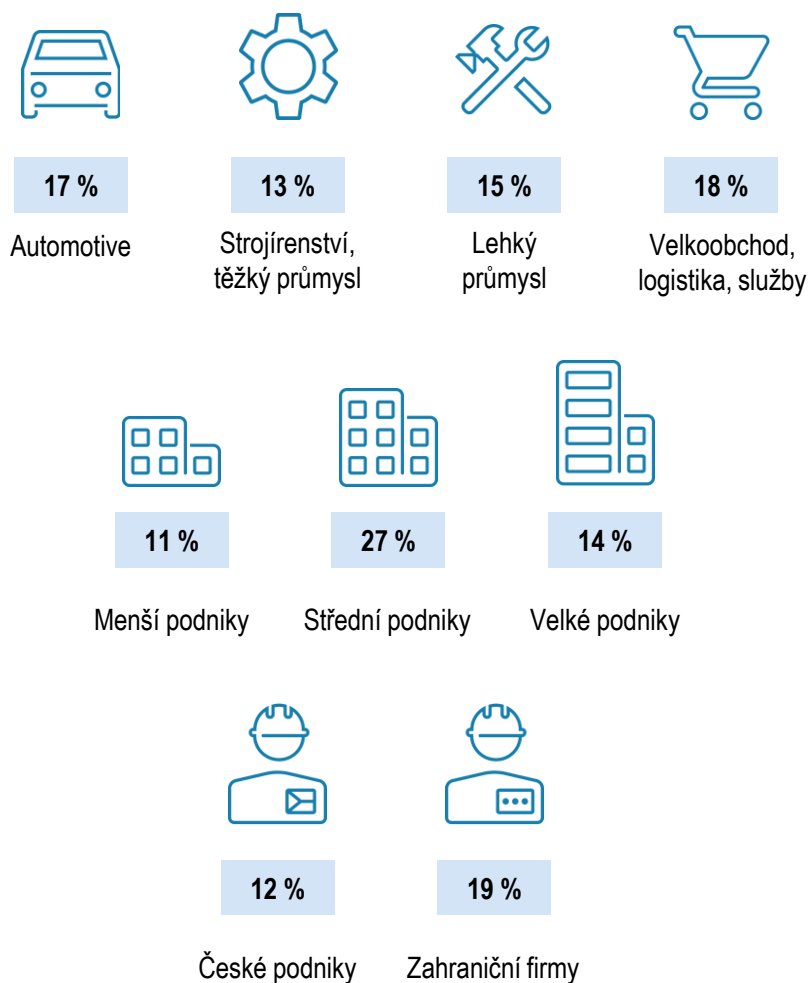 17 %
13 %
15 %
18 %
Automotive
Strojírenství,
těžký průmysl
Lehký
průmysl
Velkoobchod,
logistika, služby
11 %
27 %
14 %
Menší podniky
Střední podniky
Velké podniky
12 %
19 %
České podniky
Zahraniční firmy